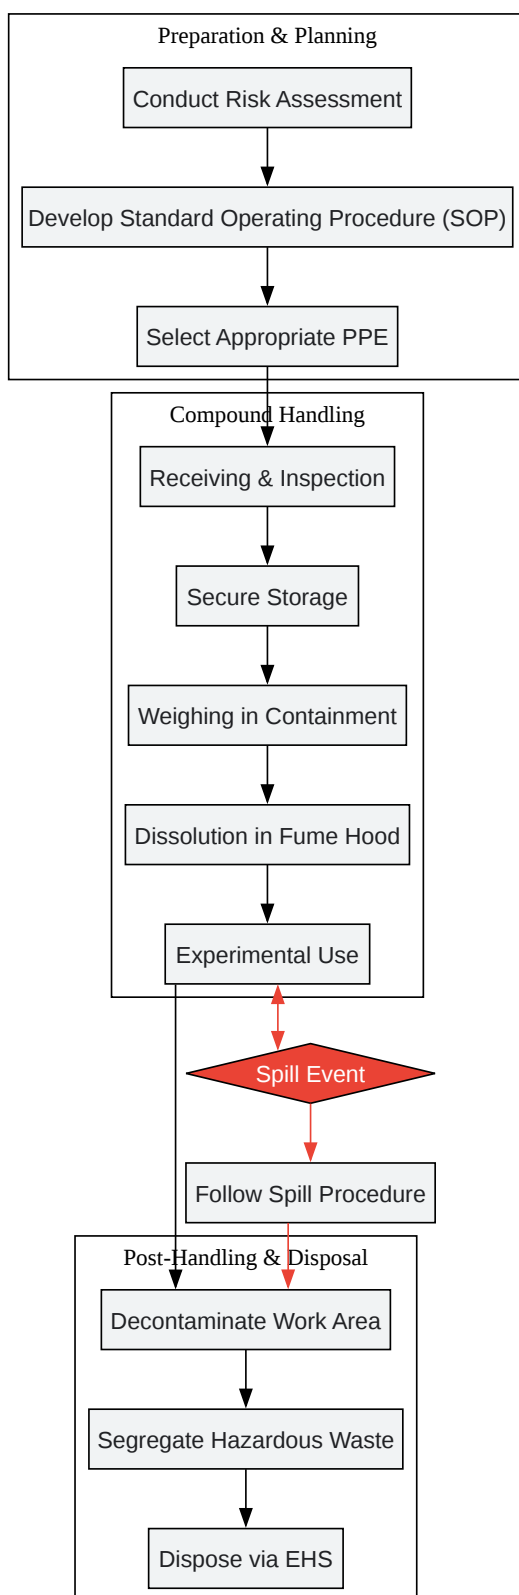 Preparation & Planning
Conduct Risk Assessment
Develop Standard Operating Procedure (SOP)
Select Appropriate PPE
Compound Handling
Receiving & Inspection
Secure Storage
Weighing in Containment
Dissolution in Fume Hood
Experimental Use
Spill Event
Follow Spill Procedure
Post-Handling & Disposal
Decontaminate Work Area
Segregate Hazardous Waste
Dispose via EHS